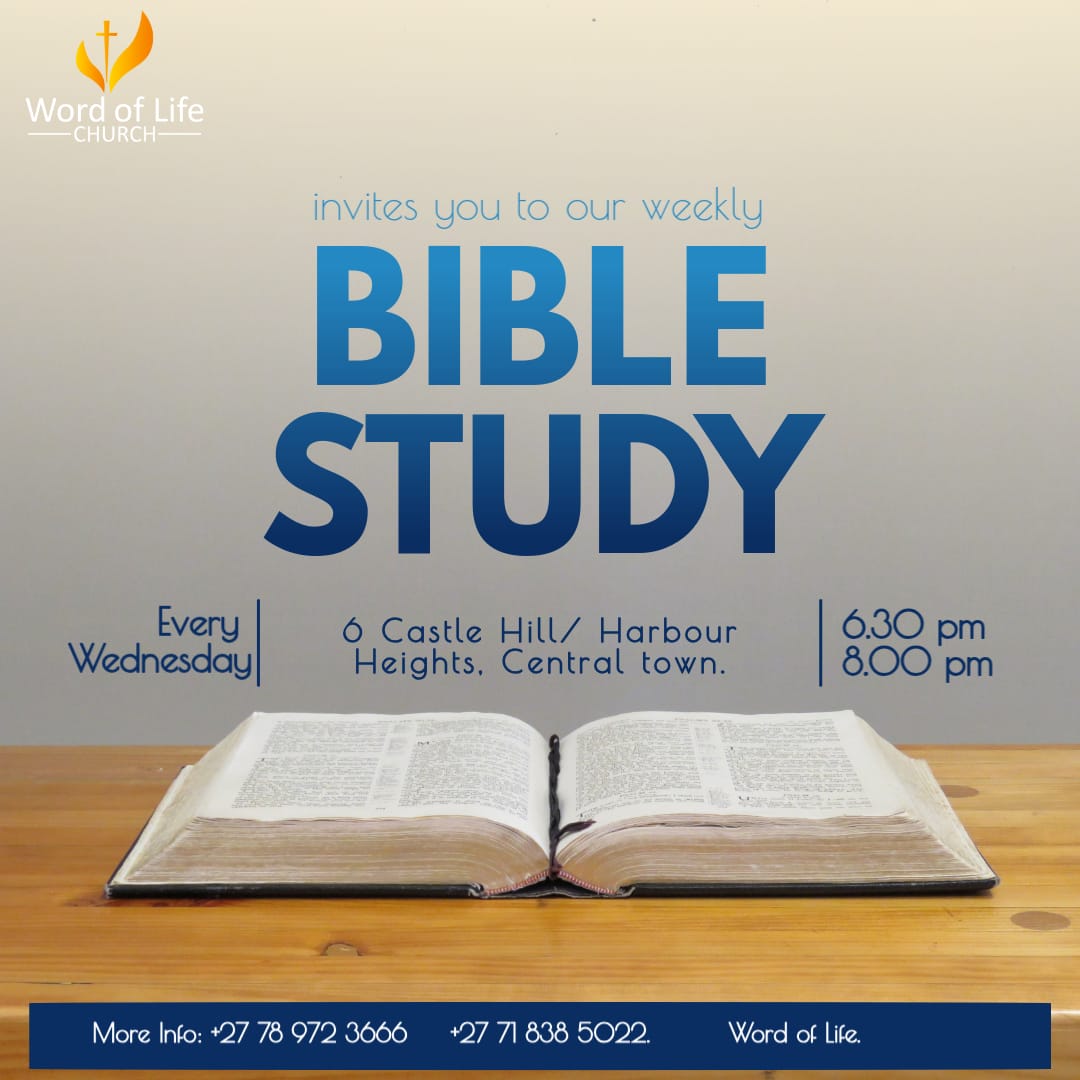 Word of Life
CHURCH
invites you to our weekly
BIBLE
STUDY
Every
Wednesday
6 Castle Hill/ Harbour
Heights, Central town.
6.30 pm
8.00 pm
More Info: +27 78 972 3666 +27 71 838 5022. Word of Life.